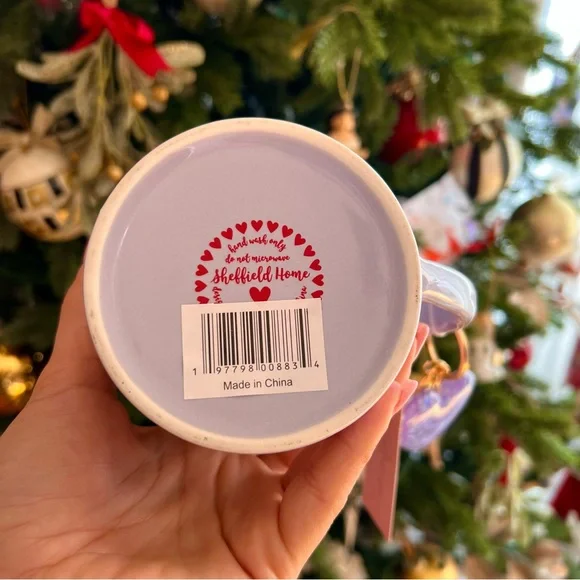 hand wash only
do not microwave
Sheffield Home
1 97798 00883 4
Made in China